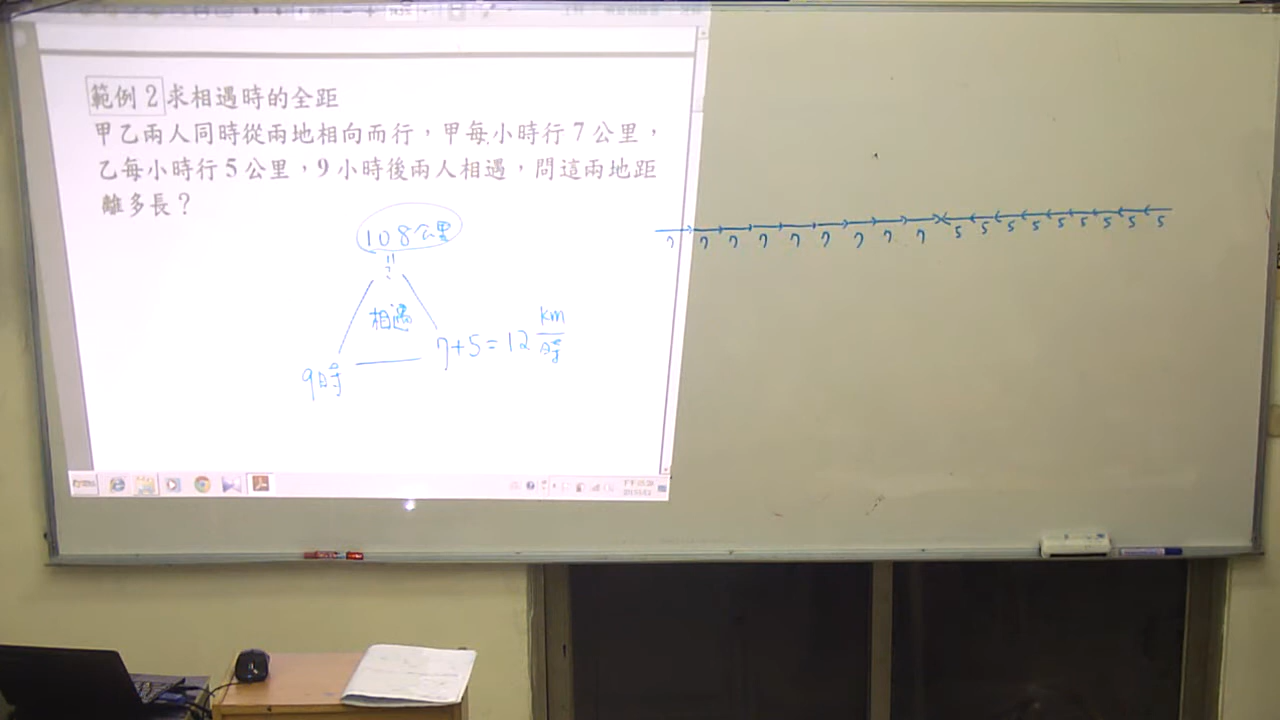 範例 2 求相遇時的全距
甲乙兩人同時從兩地相向而行，甲每小時行 7 公里，
乙每小時行 5 公里，9 小時後兩人相遇，問這兩地距
離多長？
108公里
?
相遇
7+5=12 km/時
9時
7 7 7 7 7 7 7 7 7 5 5 5 5 5 5 5 5 5